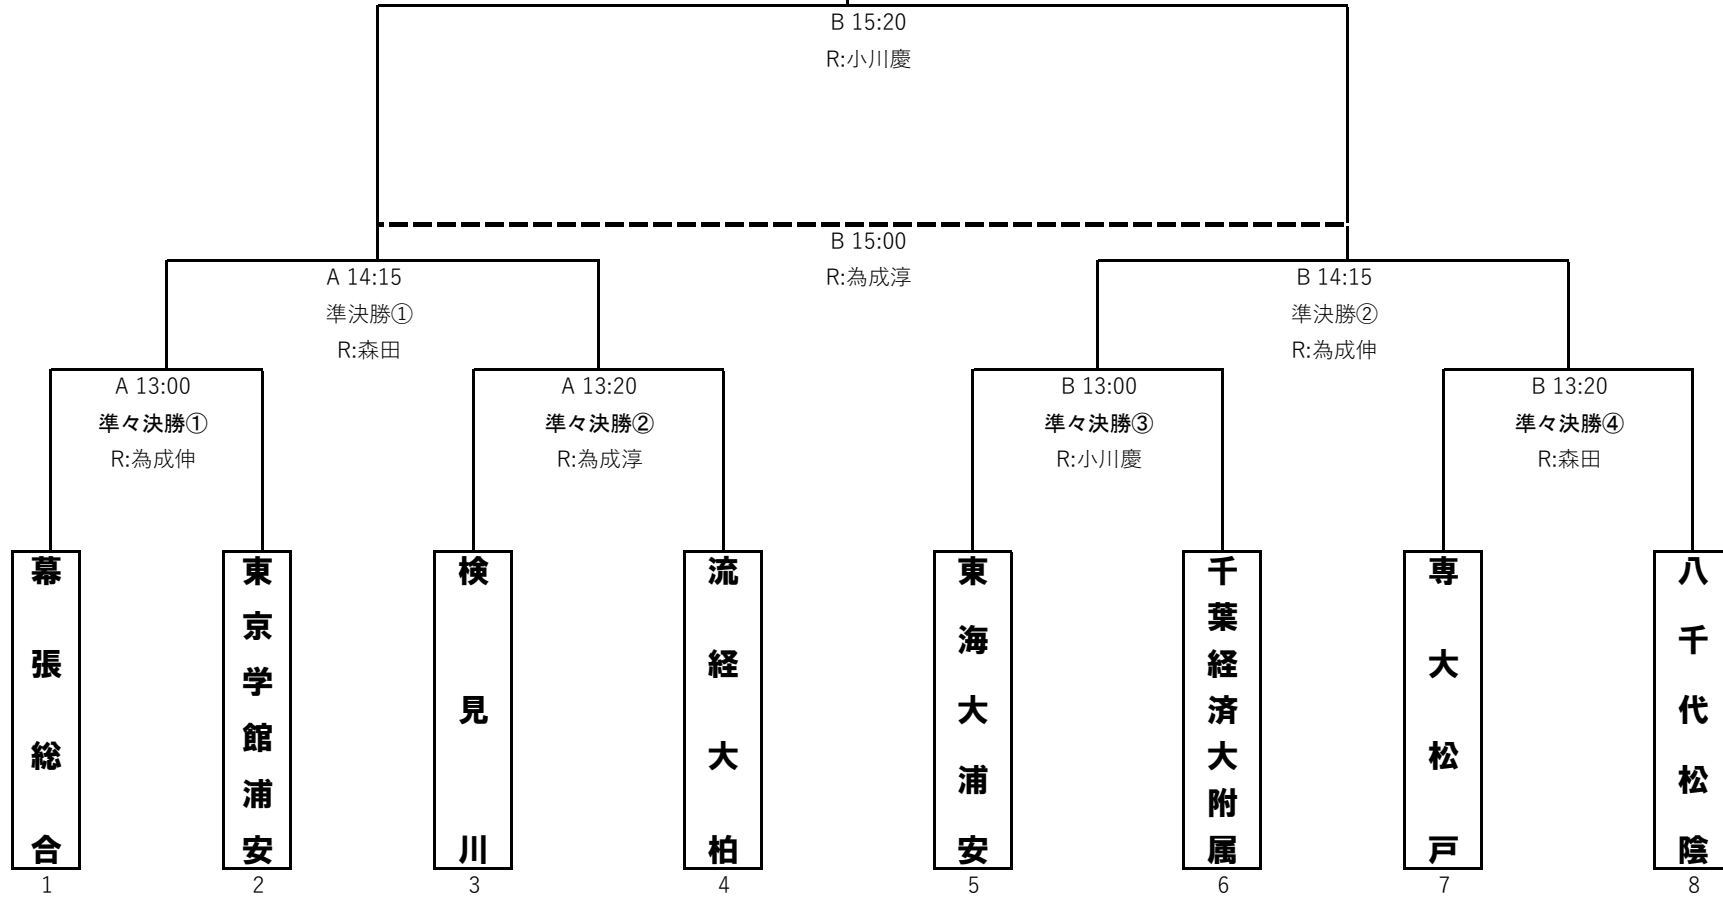 B 15:20
R:小川慶
B 15:00
R:為成淳
A 14:15
準決勝①
R:森田
B 14:15
準決勝②
R:為成伸
A 13:00
準々決勝①
R:為成伸
A 13:20
準々決勝②
R:為成淳
B 13:00
準々決勝③
R:小川慶
B 13:20
準々決勝④
R:森田
幕張総合
東京学館浦安
検見川
流経大柏
東海大浦安
千葉経済大附属
専大松戸
八千代松陰
1
2
3
4
5
6
7
8